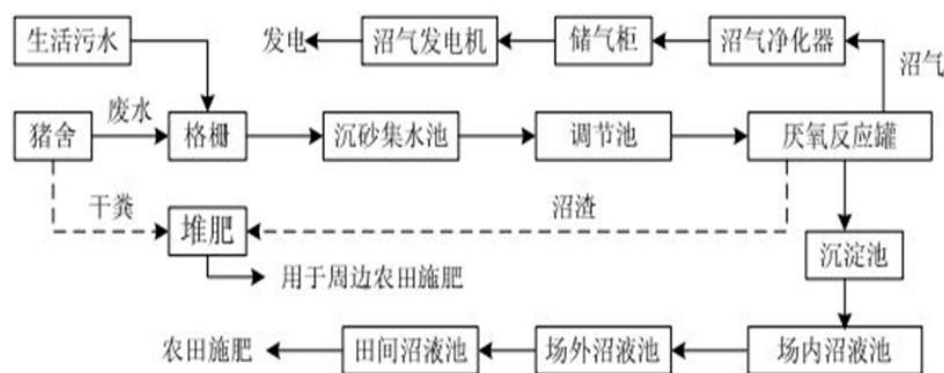 生活污水
发电
沼气发电机
储气柜
沼气净化器
沼气
废水
猪舍
格栅
沉砂集水池
调节池
厌氧反应罐
干粪
堆肥
沼渣
沉淀池
用于周边农田施肥
农田施肥
田间沼液池
场外沼液池
场内沼液池